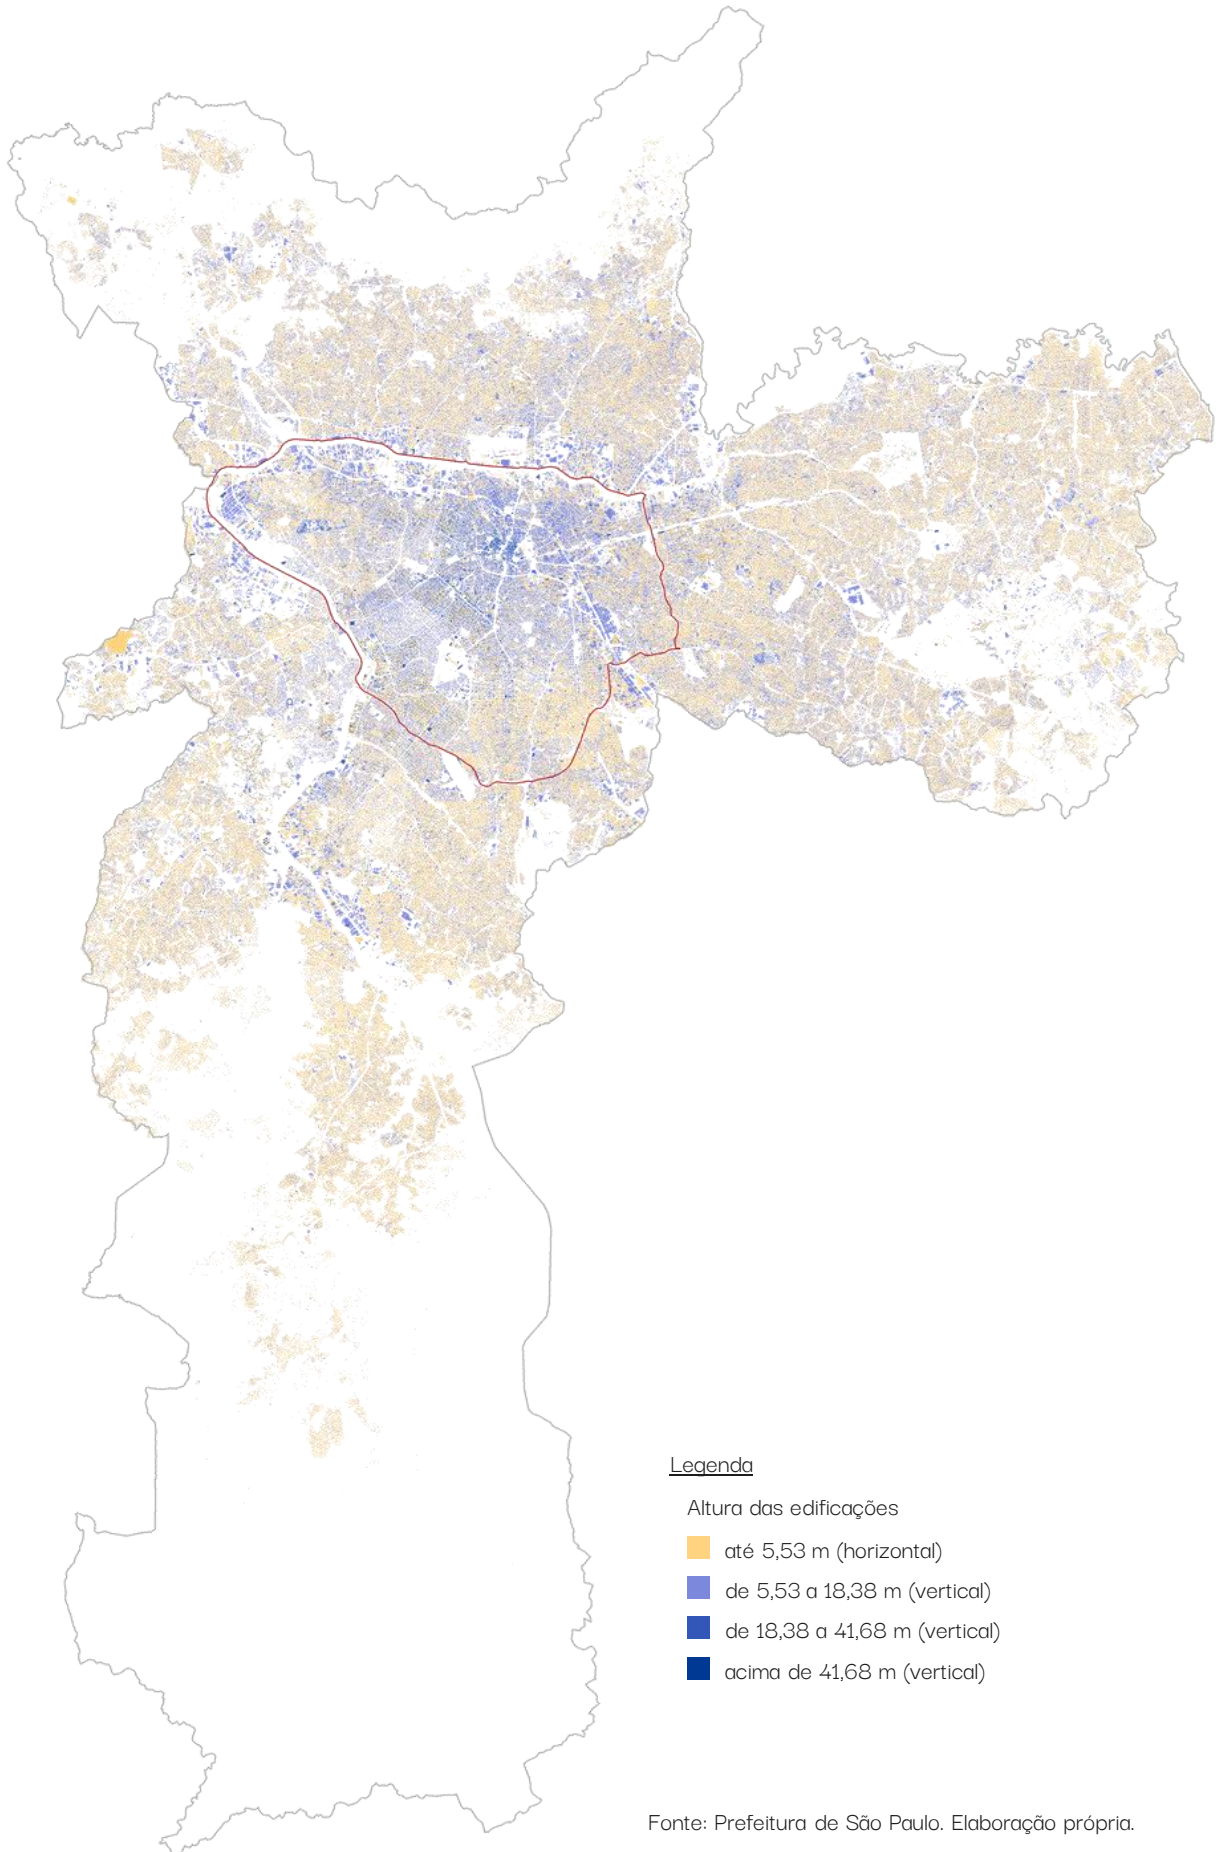 Legenda
Altura das edificações
até 5,53 m (horizontal)
de 5,53 a 18,38 m (vertical)
de 18,38 a 41,68 m (vertical)
acima de 41,68 m (vertical)
Fonte: Prefeitura de São Paulo. Elaboração própria.